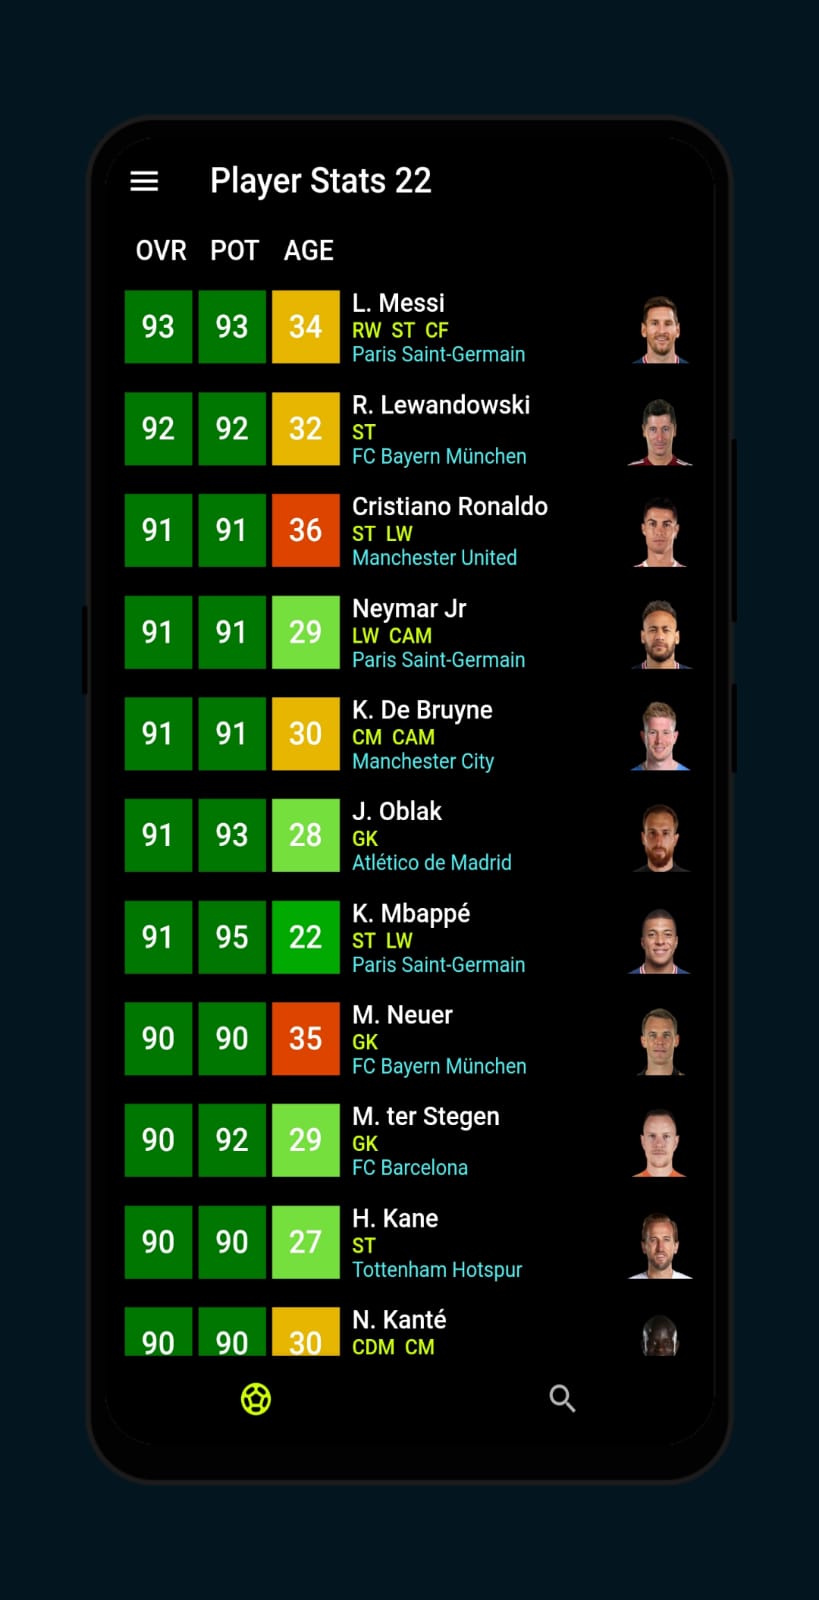 Player Stats 22
OVR POT AGE
93 93 34 L. Messi
RW ST CF
Paris Saint-Germain
92 92 32 R. Lewandowski
ST
FC Bayern München
91 91 36 Cristiano Ronaldo
ST LW
Manchester United
91 91 29 Neymar Jr
LW CAM
Paris Saint-Germain
91 91 30 K. De Bruyne
CM CAM
Manchester City
91 93 28 J. Oblak
GK
Atlético de Madrid
91 95 22 K. Mbappé
ST LW
Paris Saint-Germain
90 90 35 M. Neuer
GK
FC Bayern München
90 92 29 M. ter Stegen
GK
FC Barcelona
90 90 27 H. Kane
ST
Tottenham Hotspur
90 90 30 N. Kanté
CDM CM